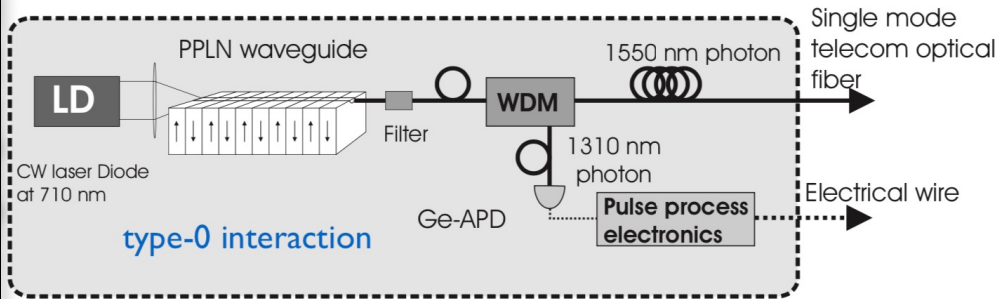 Single mode
telecom optical
fiber
PPLN waveguide
1550 nm photon
LD
WDM
Filter
1310 nm
photon
CW laser Diode
at 710 nm
Electrical wire
Ge-APD
Pulse process
electronics
type-0 interaction